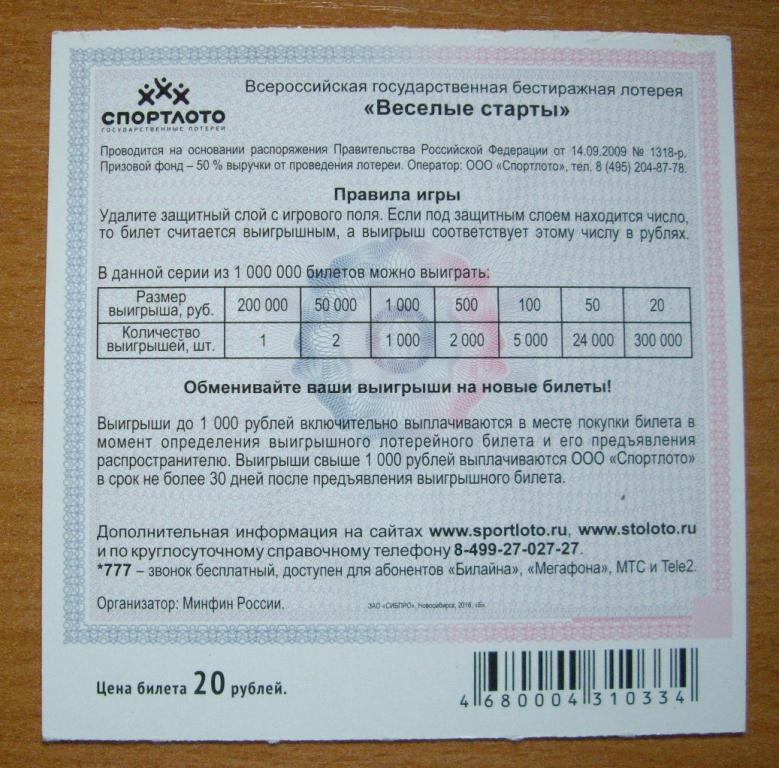 СПОРТЛОТО
ГОСУДАРСТВЕННЫЕ ЛОТЕРЕИ
Всероссийская государственная бестиражная лотерея
«Веселые старты»
Проводится на основании распоряжения Правительства Российской Федерации от 14.09.2009 № 1318-р.
Призовой фонд – 50 % выручки от проведения лотереи. Оператор: ООО «Спортлото», тел. 8 (495) 204-87-78.
Правила игры
Удалите защитный слой с игрового поля. Если под защитным слоем находится число,
то билет считается выигрышным, а выигрыш соответствует этому числу в рублях.
В данной серии из 1 000 000 билетов можно выиграть:
Размер выигрыша, руб. 200 000 50 000 1 000 500 100 50 20
Количество выигрышей, шт. 1 2 1 000 2 000 5 000 24 000 300 000
Обменивайте ваши выигрыши на новые билеты!
Выигрыши до 1 000 рублей включительно выплачиваются в месте покупки билета в
момент определения выигрышного лотерейного билета и его предъявления
распространителю. Выигрыши свыше 1 000 рублей выплачиваются ООО «Спортлото»
в срок не более 30 дней после предъявления выигрышного билета.
Дополнительная информация на сайтах www.sportloto.ru, www.stoloto.ru
и по круглосуточному справочному телефону 8-499-27-027-27.
*777 – звонок бесплатный, доступен для абонентов «Билайна», «Мегафона», МТС и Tele2.
Организатор: Минфин России.
ЗАО «СИБПРО», Новосибирск, 2016, «Б»
Цена билета 20 рублей.
4 680004 310334